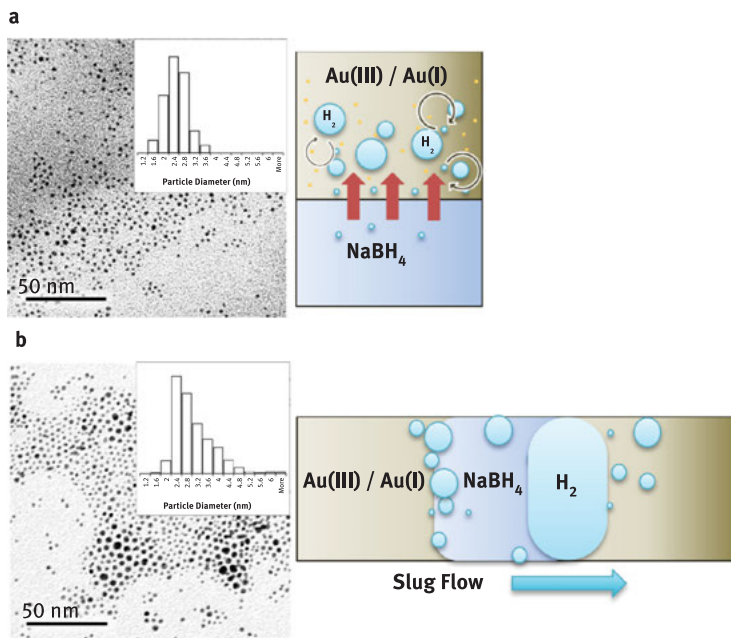 a
1.2 1.6 2 2.4 2.8 3.2 3.6 4 4.4 4.8 5.2 5.6 6 More
Particle Diameter (nm)
50 nm
Au(III) / Au(I)
H2
H2
NaBH4
b
1.2 1.6 2 2.4 2.8 3.2 3.6 4 4.4 4.8 5.2 5.6 6 More
Particle Diameter (nm)
50 nm
Au(III) / Au(I)
NaBH4
H2
Slug Flow